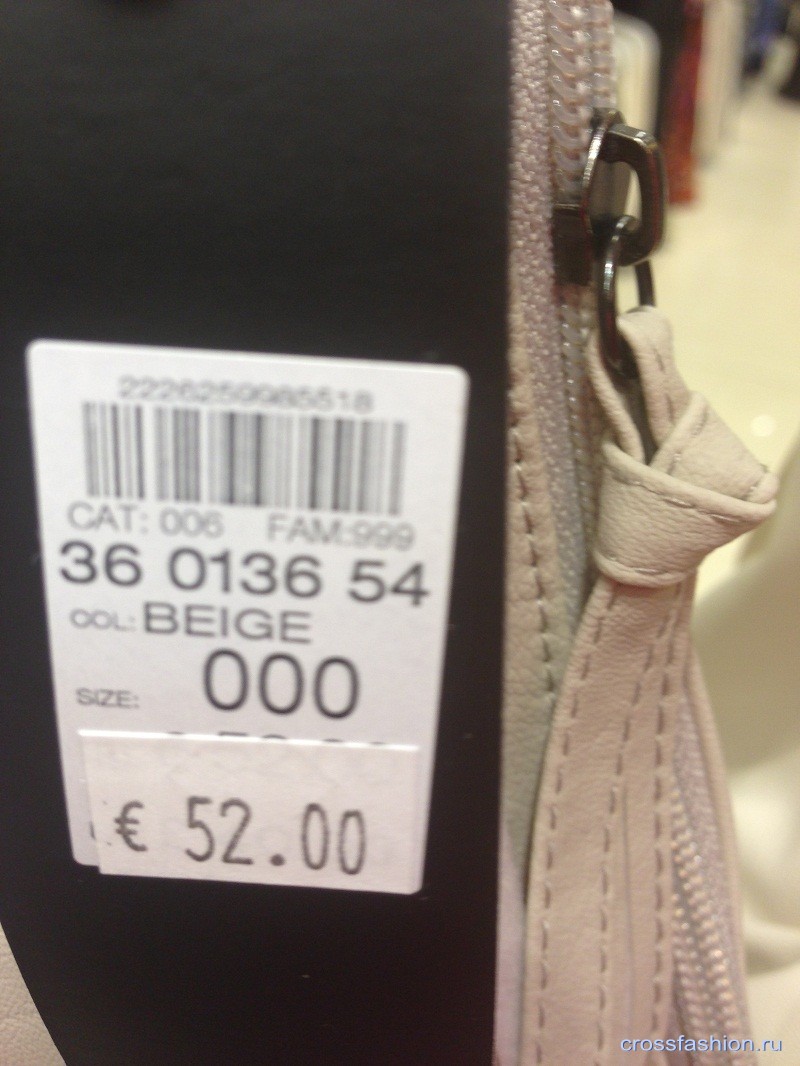 2226259985518
CAT: 006 FAM:999
36 0136 54
COL: BEIGE
SIZE: 000
€ 52.00
crossfashion.ru